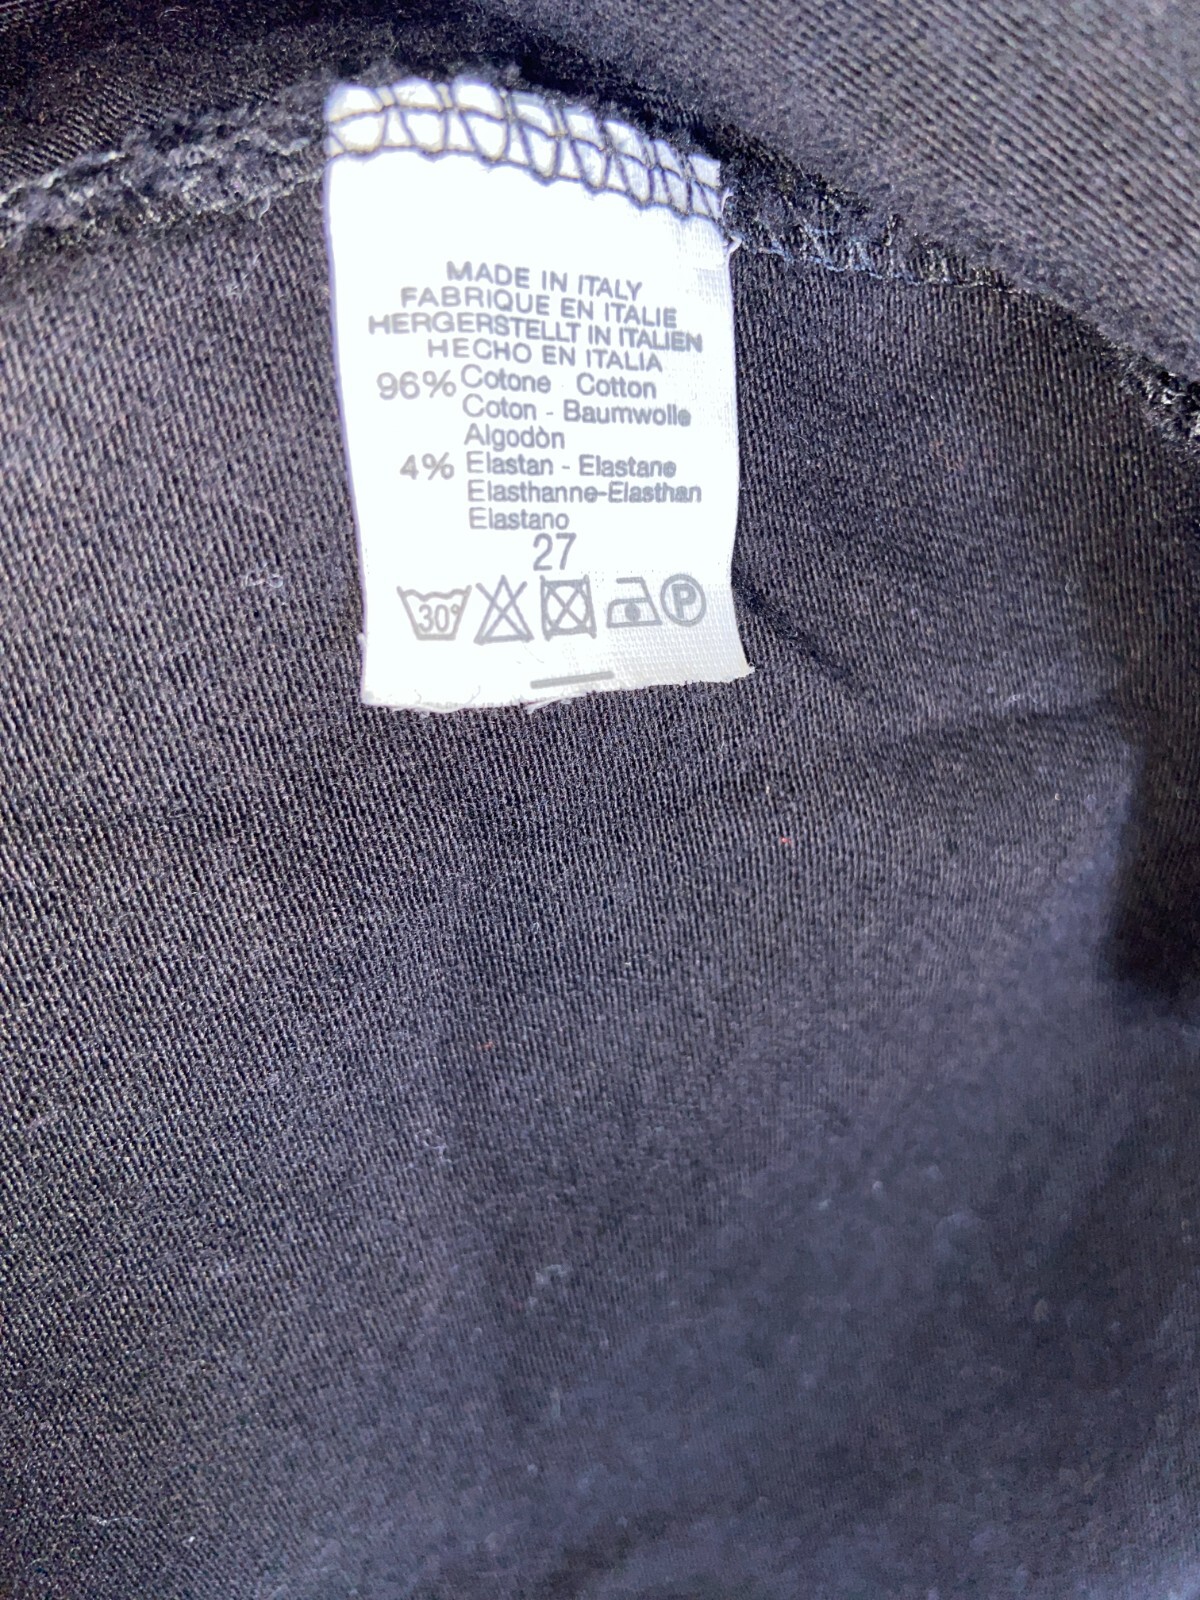 MADE IN ITALY
FABRIQUE EN ITALIE
HERGERSTELLT IN ITALIEN
HECHO EN ITALIA
96% Cotone Cotton
Coton - Baumwolle
Algodòn
4% Elastan - Elastane
Elasthanne-Elasthan
Elastano
27
30° P